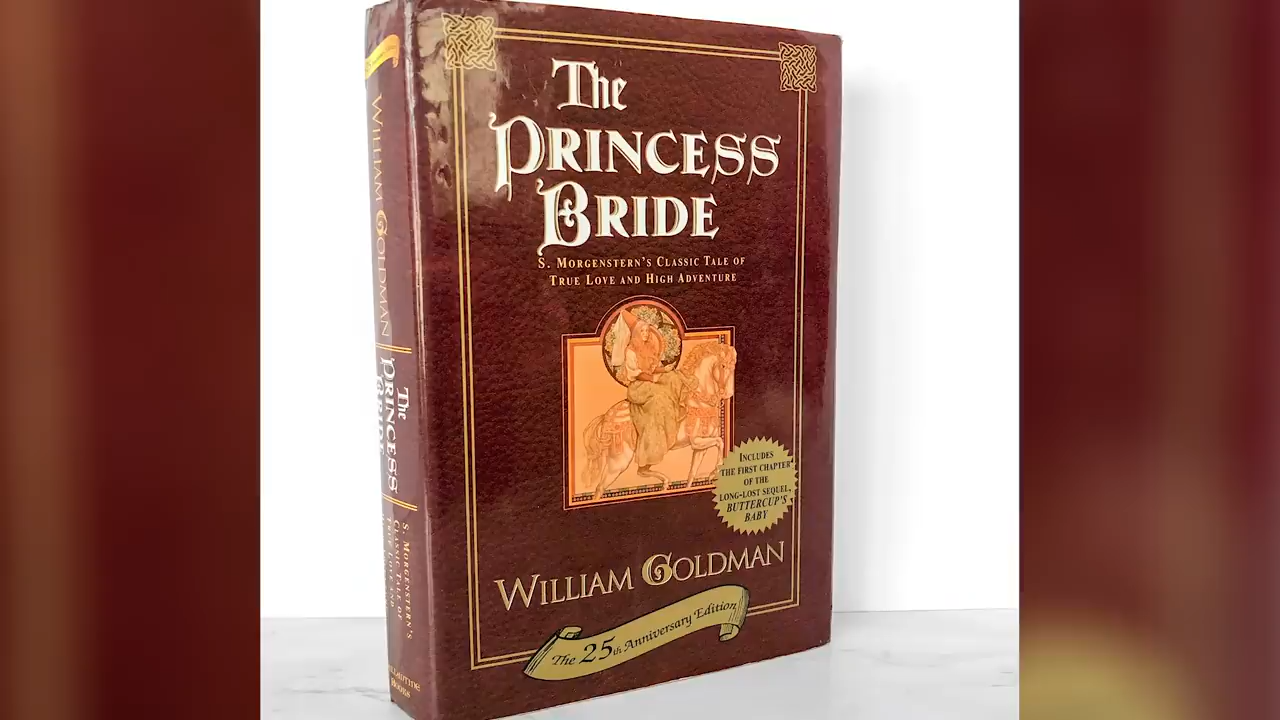 The
PRINCESS
BRIDE
S. MORGENSTERN'S CLASSIC TALE OF
TRUE LOVE AND HIGH ADVENTURE
INCLUDES
THE FIRST CHAPTER
OF THE
LONG-LOST SEQUEL,
BUTTERCUP'S
BABY
WILLIAM GOLDMAN
The 25th Anniversary Edition
WILLIAM GOLDMAN
The
PRINCESS
BRIDE
S. MORGENSTERN'S
CLASSIC TALE OF
TRUE LOVE AND